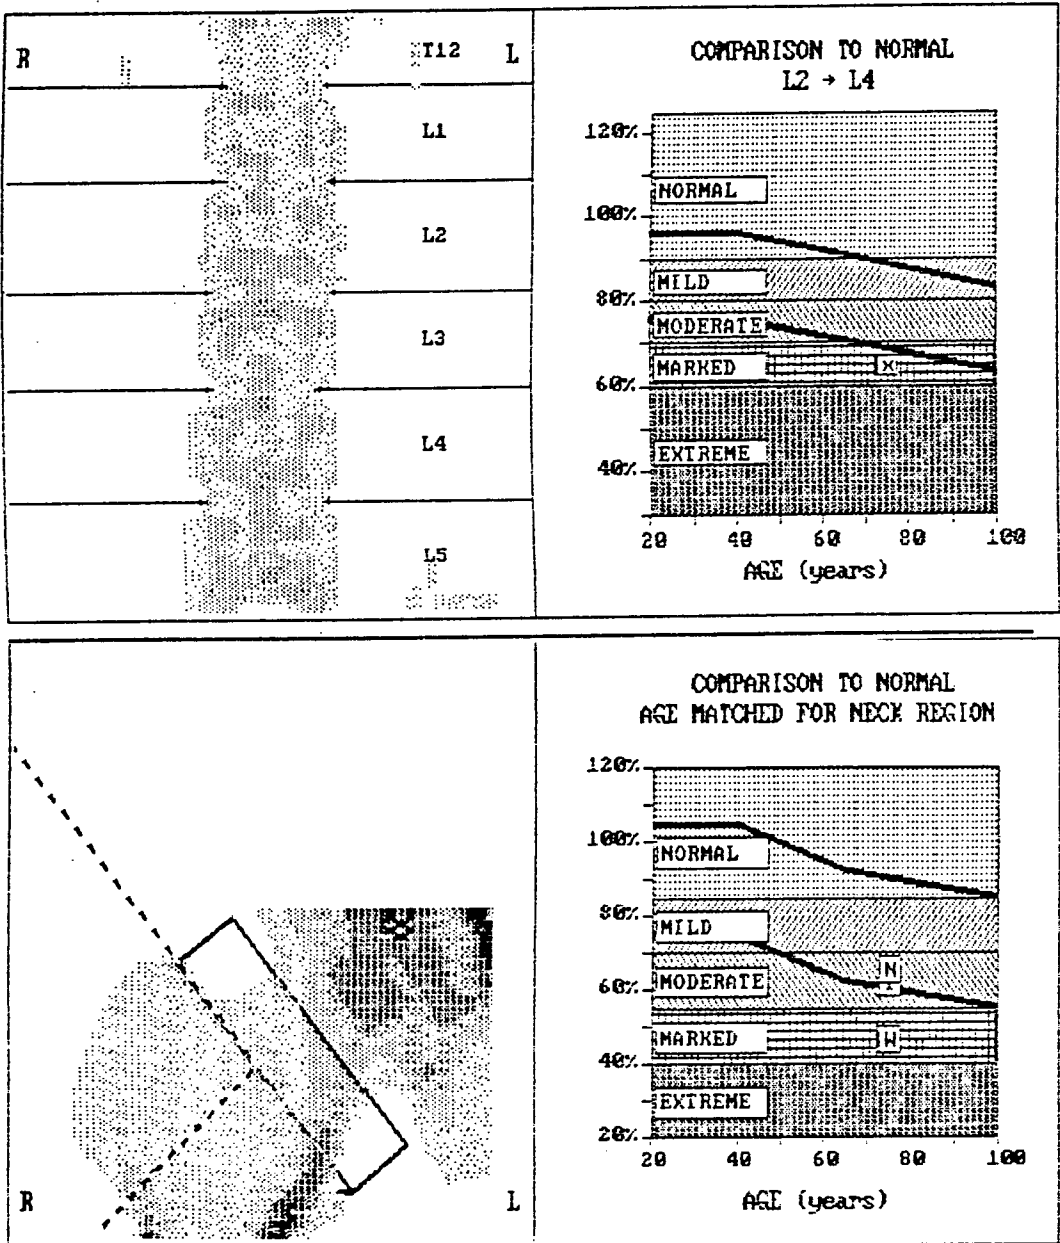 R
T12
L
L1
L2
L3
L4
L5
COMPARISON TO NORMAL
L2 → L4
120%
NORMAL
100%
MILD
80%
MODERATE
MARKED
x
60%
EXTREME
40%
20 40 60 80 100
AGE (years)
R
L
COMPARISON TO NORMAL
AGE MATCHED FOR NECK REGION
120%
100%
NORMAL
80%
MILD
N
MODERATE
60%
MARKED
W
40%
EXTREME
20%
20 40 60 80 100
AGE (years)